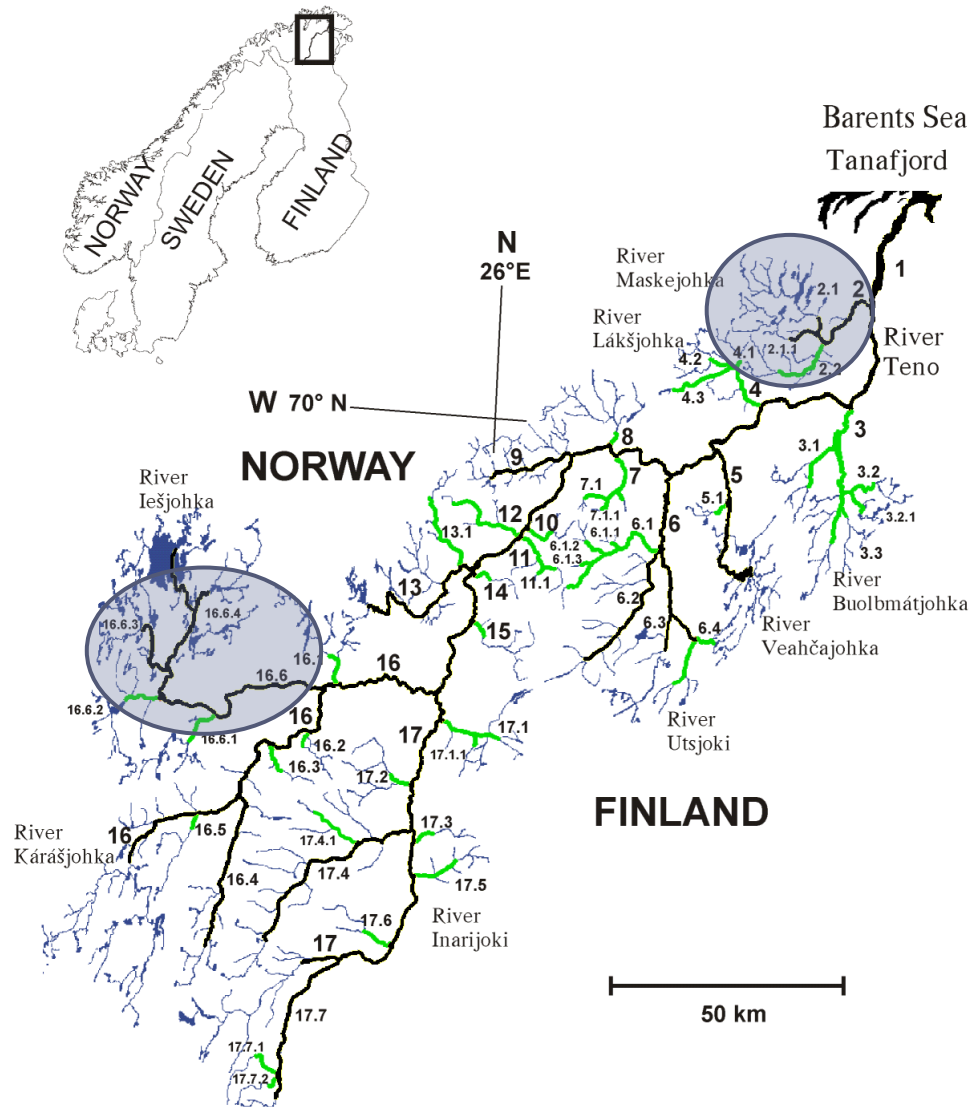 NORWAY
SWEDEN
FINLAND
Barents Sea
Tanafjord
N
26°E
W 70° N
River
Maskejohka
River
Lákšjohka
River
Teno
1
2
2.1
2.1.1
2.2
4.1
4.2
4.3
4
3
3.1
3.2
3.2.1
3.3
River
Buolbmátjohka
NORWAY
5
5.1
River
Veahčajohka
6
6.1
6.1.1
6.1.2
6.1.3
6.2
6.3
6.4
River
Utsjoki
7
7.1
7.1.1
8
9
10
11
11.1
12
13
13.1
14
15
River
Iešjohka
16
16.1
16.6
16.6.1
16.6.2
16.6.3
16.6.4
16
16.2
16.3
16.4
16.5
16
River
Kárášjohka
FINLAND
17
17.1
17.1.1
17.2
17.3
17.4
17.4.1
17.5
17.6
River
Inarijoki
17
17.7
17.7.1
17.7.2
50 km